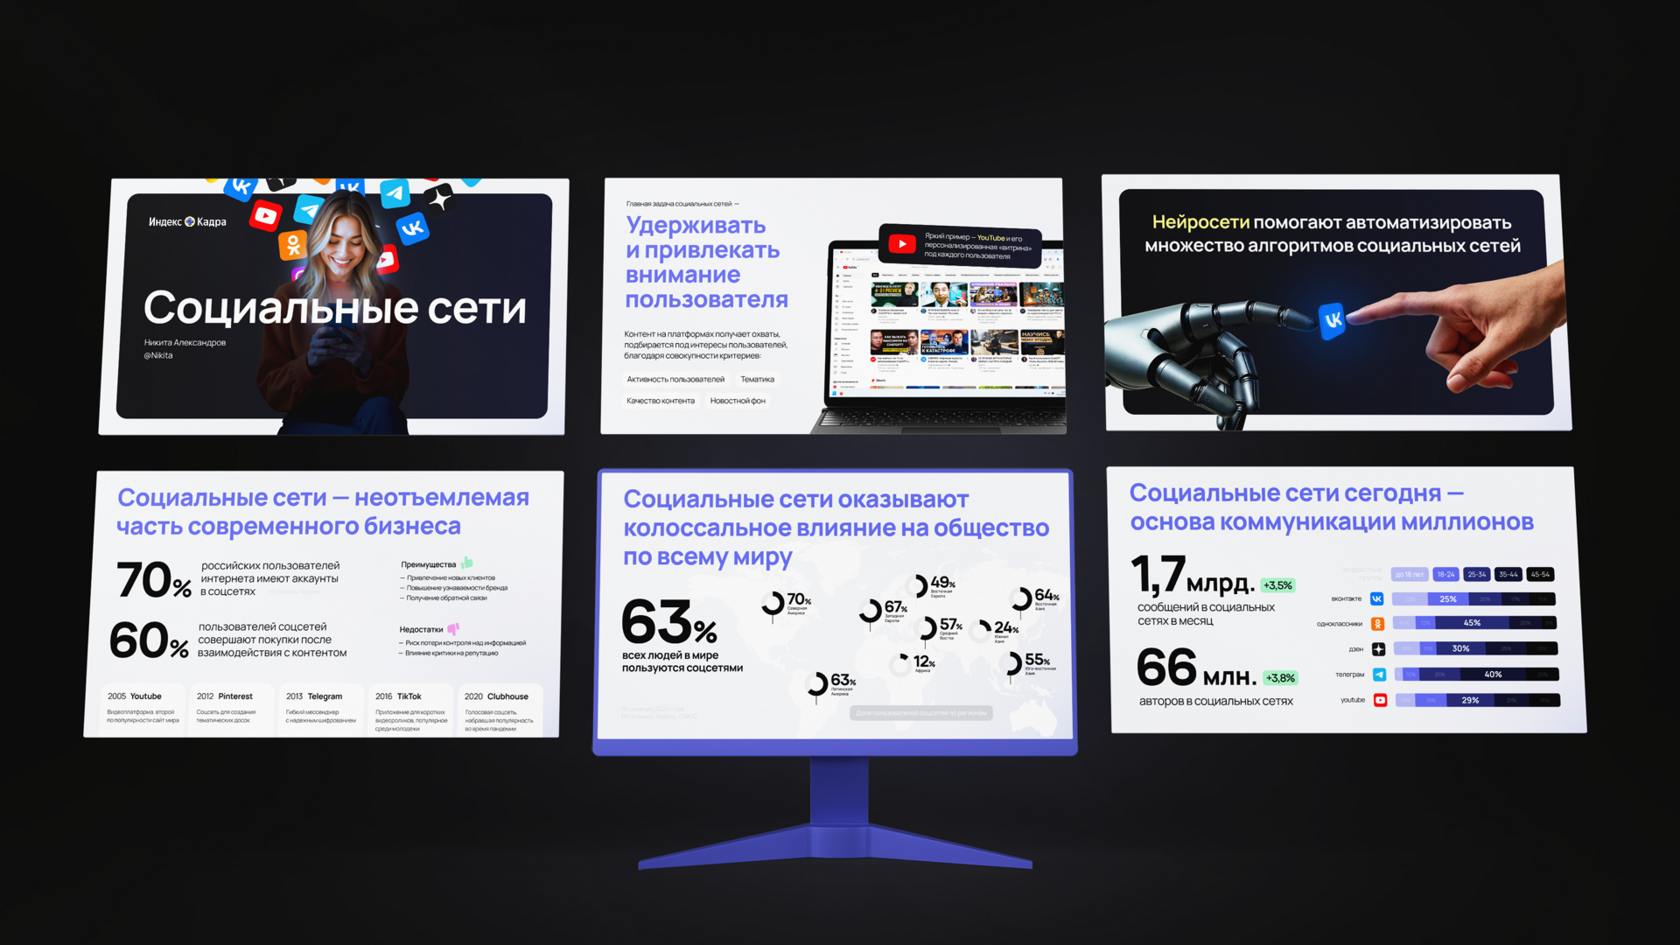 Индекс Кадра
Социальные сети
Никита Александров
@Nikita
Главная задача социальных сетей —
Удерживать
и привлекать
внимание
пользователя
Яркий пример — YouTube и его
персонализированная «витрина»
под каждого пользователя
Контент на платформах получает охваты,
подбирается под интересы пользователей,
благодаря совокупности критериев:
Активность пользователей
Тематика
Качество контента
Новостной фон
Нейросети помогают автоматизировать
множество алгоритмов социальных сетей
Социальные сети — неотъемлемая
часть современного бизнеса
70%
российских пользователей
интернета имеют аккаунты
в соцсетях
60%
пользователей соцсетей
совершают покупки после
взаимодействия с контентом
Преимущества
— Привлечение новых клиентов
— Повышение узнаваемости бренда
— Получение обратной связи
Недостатки
— Риск потери контроля над информацией
— Влияние критики на репутацию
2005 Youtube
Видеоплатформа, второй
по популярности сайт мира
2012 Pinterest
Соцсеть для создания
тематических досок
2013 Telegram
Гибкий мессенджер
с надежным шифрованием
2016 TikTok
Приложение для коротких
видеороликов, популярное
среди молодежи
2020 Clubhouse
Голосовая соцсеть,
набравшая популярность
во время пандемии
Социальные сети оказывают
колоссальное влияние на общество
по всему миру
63%
всех людей в мире
пользуются соцсетями
70%
Северная
Америка
67%
Западная
Европа
49%
Восточная
Европа
57%
Средний
Восток
24%
Южная
Азия
64%
Восточная
Азия
12%
Африка
55%
Юго-восточная
Азия
63%
Латинская
Америка
Доля пользователей соцсетей по регионам
Социальные сети сегодня —
основа коммуникации миллионов
1,7 млрд. +3,5%
сообщений в социальных
сетях в месяц
66 млн. +3,8%
авторов в социальных сетях
до 18 лет 18-24 25-34 35-44 45-54
вконтакте 25%
одноклассники 45%
дзен 30%
телеграм 40%
youtube 29%